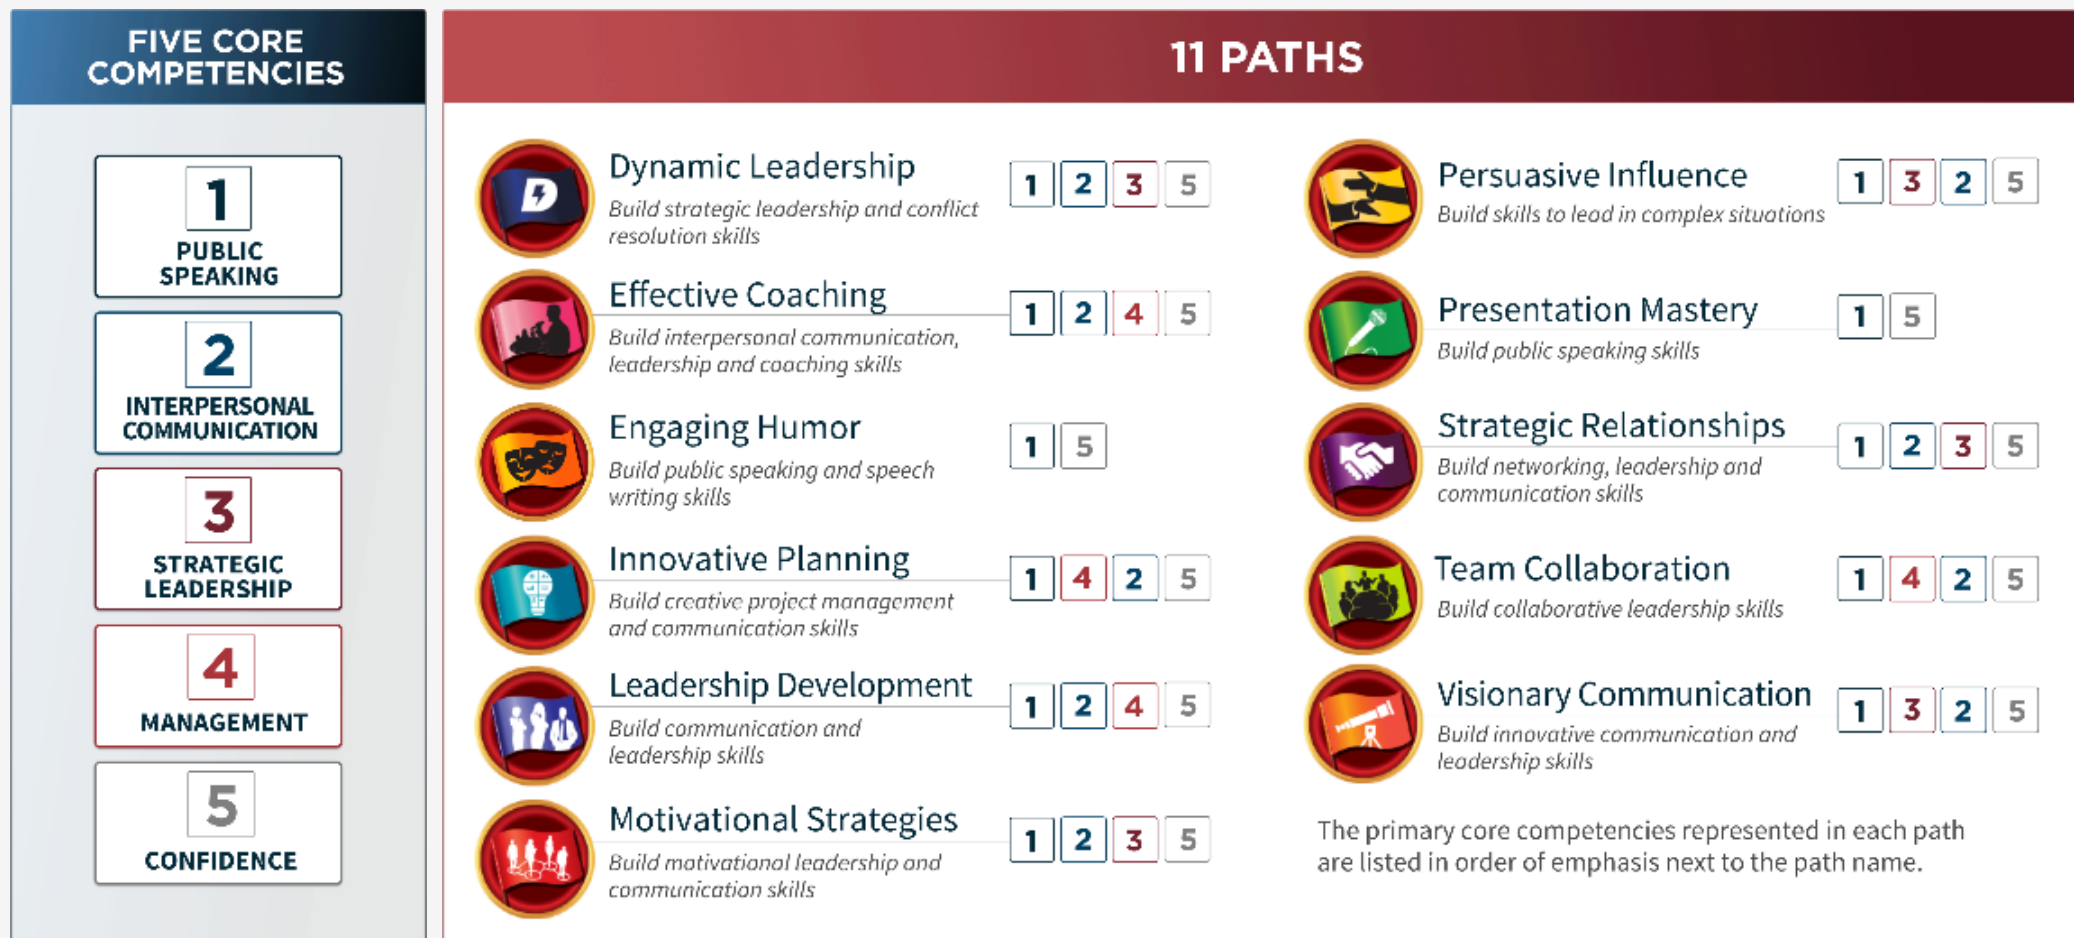 FIVE CORE
COMPETENCIES
1
PUBLIC
SPEAKING
2
INTERPERSONAL
COMMUNICATION
3
STRATEGIC
LEADERSHIP
4
MANAGEMENT
5
CONFIDENCE
11 PATHS
D
Dynamic Leadership
Build strategic leadership and conflict
resolution skills
1 2 3 5
Effective Coaching
Build interpersonal communication,
leadership and coaching skills
1 2 4 5
Engaging Humor
Build public speaking and speech
writing skills
1 5
Innovative Planning
Build creative project management
and communication skills
1 4 2 5
Leadership Development
Build communication and
leadership skills
1 2 4 5
Motivational Strategies
Build motivational leadership and
communication skills
1 2 3 5
Persuasive Influence
Build skills to lead in complex situations
1 3 2 5
Presentation Mastery
Build public speaking skills
1 5
Strategic Relationships
Build networking, leadership and
communication skills
1 2 3 5
Team Collaboration
Build collaborative leadership skills
1 4 2 5
Visionary Communication
Build innovative communication and
leadership skills
1 3 2 5
The primary core competencies represented in each path
are listed in order of emphasis next to the path name.